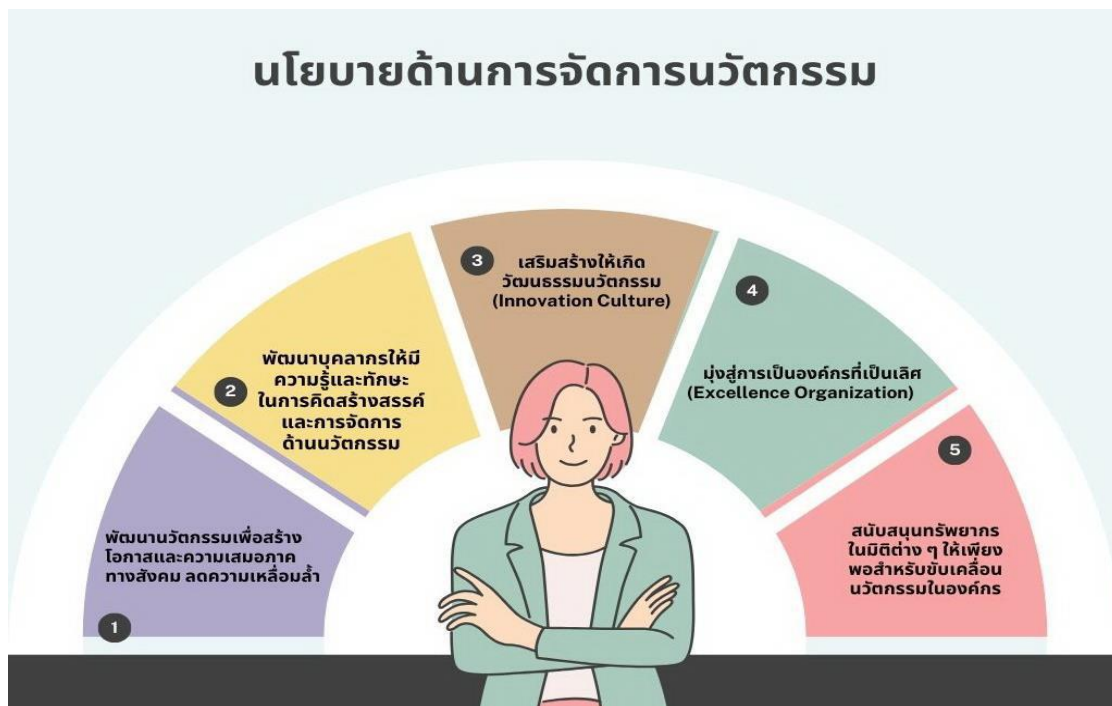 นโยบายด้านการจัดการนวัตกรรม
1
พัฒนานวัตกรรมเพื่อสร้าง
โอกาสและความเสมอภาค
ทางสังคม ลดความเหลื่อมล้ำ
2
พัฒนาบุคลากรให้มี
ความรู้และทักษะ
ในการคิดสร้างสรรค์
และการจัดการ
ด้านนวัตกรรม
3
เสริมสร้างให้เกิด
วัฒนธรรมนวัตกรรม
(Innovation Culture)
4
มุ่งสู่การเป็นองค์กรที่เป็นเลิศ
(Excellence Organization)
5
สนับสนุนทรัพยากร
ในมิติต่าง ๆ ให้เพียง
พอสำหรับขับเคลื่อน
นวัตกรรมในองค์กร